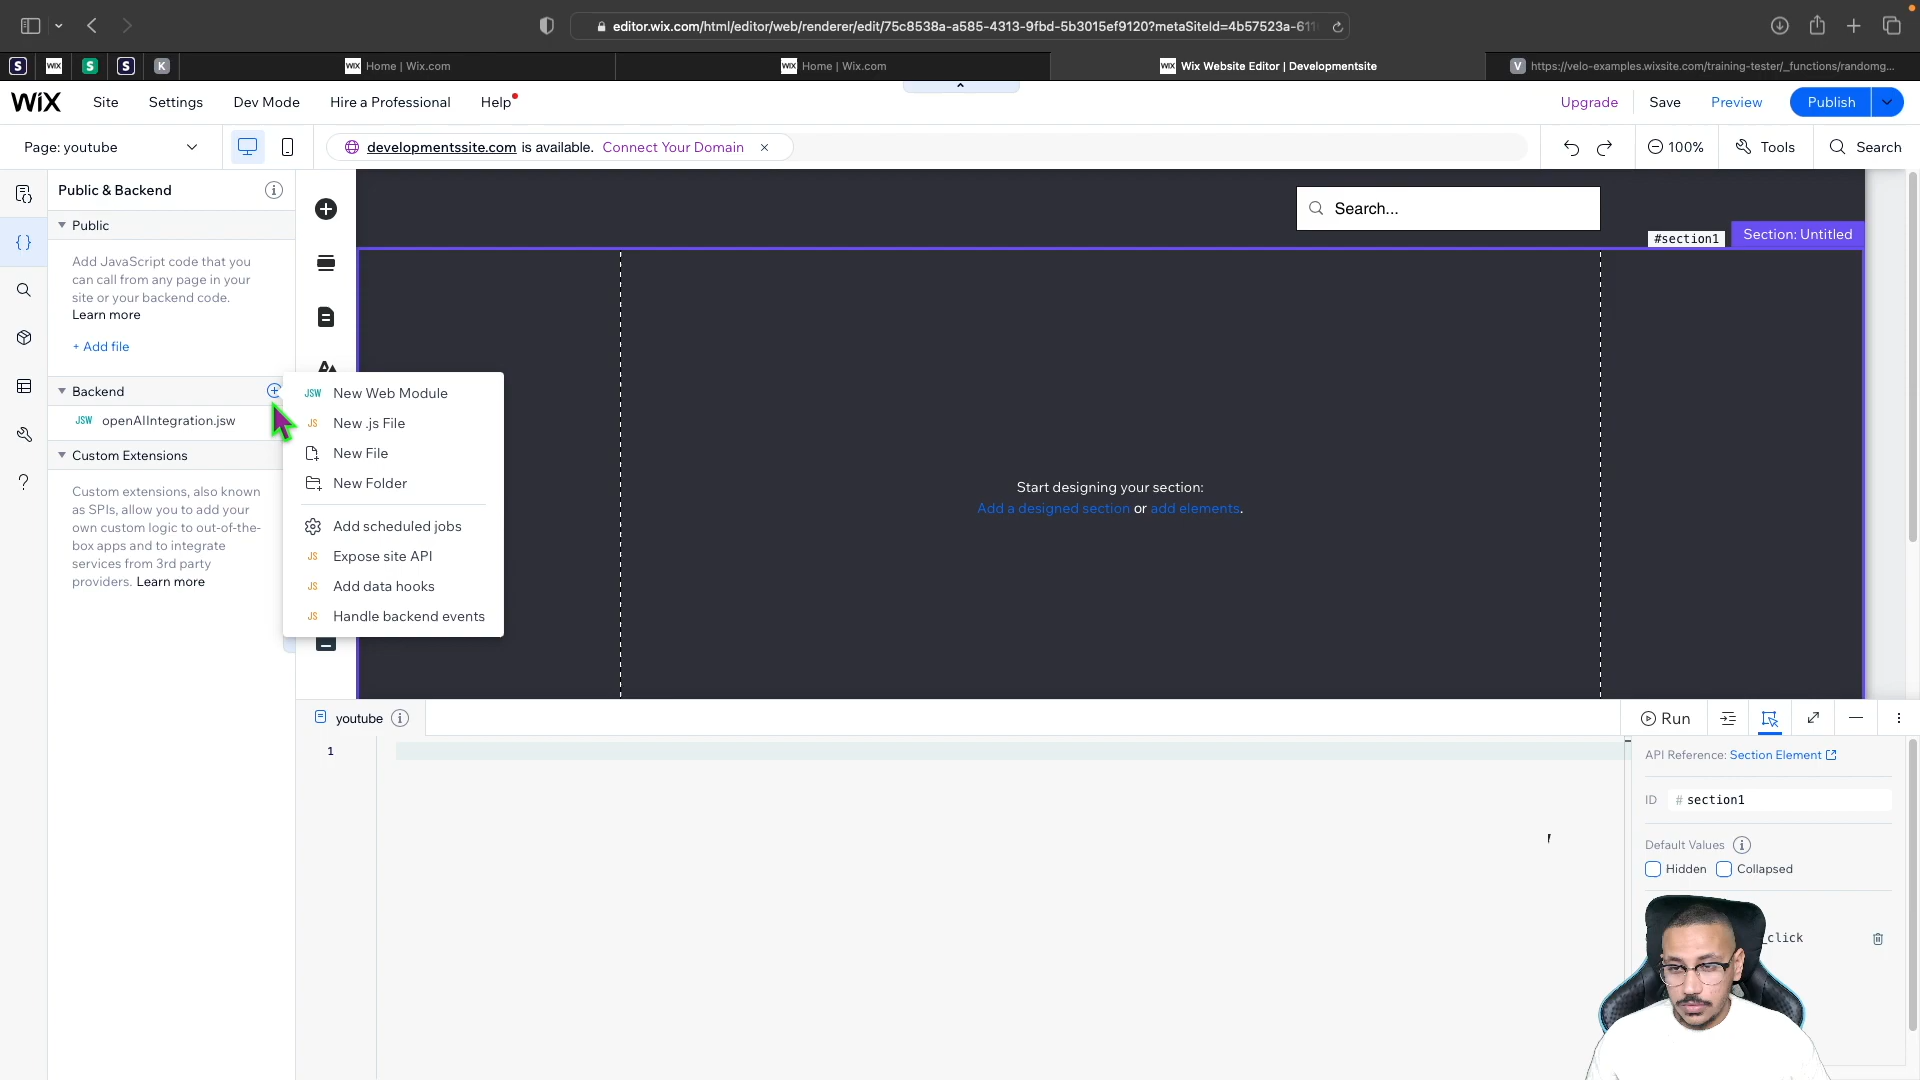 editor.wix.com/html/editor/web/renderer/edit/75c8538a-a585-4313-9fbd-5b3015ef9120?metaSiteId=4b57523a-611
S
WIX
S
S
K
WIX Home | Wix.com
WIX Home | Wix.com
WIX Wix Website Editor | Developmentsite
V https://velo-examples.wixsite.com/training-tester/_functions/randomg...
WIX
Site
Settings
Dev Mode
Hire a Professional
Help
Upgrade
Save
Preview
Publish
Page: youtube
developmentssite.com is available. Connect Your Domain ×
100%
Tools
Search
Public & Backend
Public
Add JavaScript code that you
can call from any page in your
site or your backend code.
Learn more
+ Add file
Backend
JSW openAIIntegration.jsw
Custom Extensions
Custom extensions, also known
as SPIs, allow you to add your
own custom logic to out-of-the-
box apps and to integrate
services from 3rd party
providers. Learn more
JSW New Web Module
JS New .js File
New File
New Folder
Add scheduled jobs
JS Expose site API
JS Add data hooks
JS Handle backend events
Search...
#section1
Section: Untitled
Start designing your section:
Add a designed section or add elements.
youtube
Run
1
API Reference: Section Element
ID # section1
Default Values
Hidden
Collapsed
_click